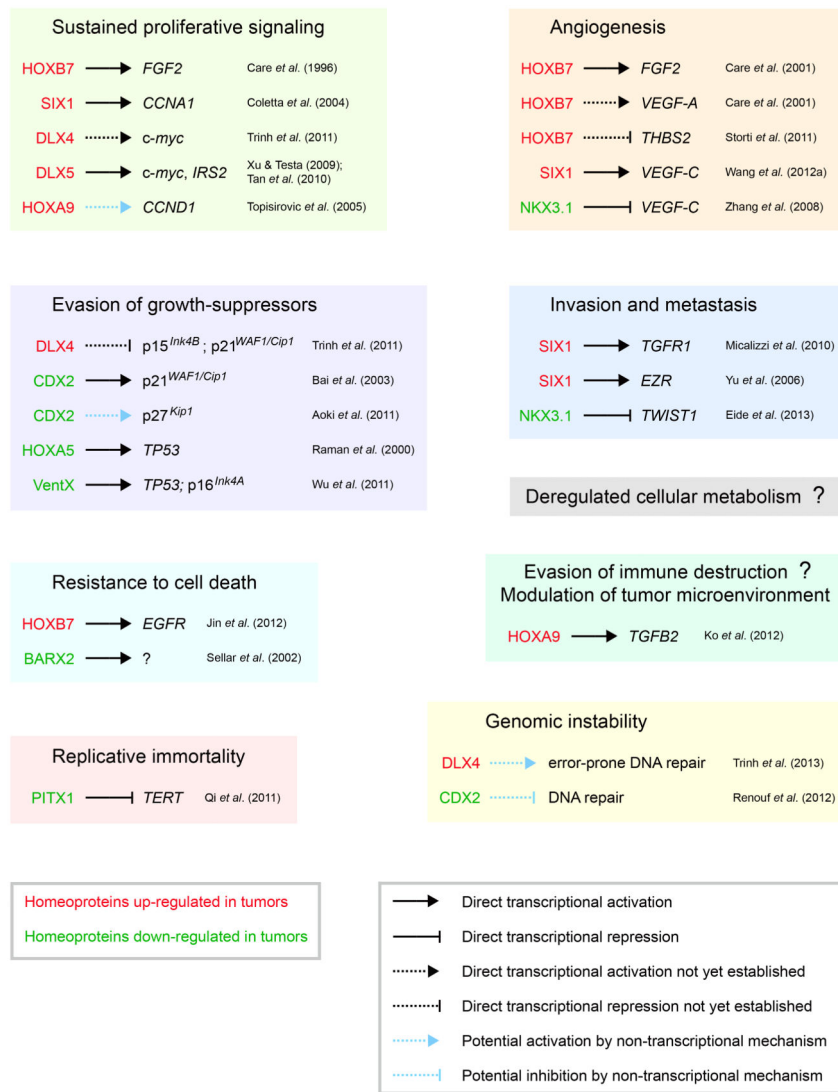 Sustained proliferative signaling
HOXB7 FGF2 Care et al. (1996)
SIX1 CCNA1 Coletta et al. (2004)
DLX4 c-myc Trinh et al. (2011)
DLX5 c-myc, IRS2 Xu & Testa (2009);
Tan et al. (2010)
HOXA9 CCND1 Topisirovic et al. (2005)
Angiogenesis
HOXB7 FGF2 Care et al. (2001)
HOXB7 VEGF-A Care et al. (2001)
HOXB7 THBS2 Storti et al. (2011)
SIX1 VEGF-C Wang et al. (2012a)
NKX3.1 VEGF-C Zhang et al. (2008)
Evasion of growth-suppressors
DLX4 p15Ink4B ; p21WAF1/Cip1 Trinh et al. (2011)
CDX2 p21WAF1/Cip1 Bai et al. (2003)
CDX2 p27Kip1 Aoki et al. (2011)
HOXA5 TP53 Raman et al. (2000)
VentX TP53; p16Ink4A Wu et al. (2011)
Invasion and metastasis
SIX1 TGFR1 Micalizzi et al. (2010)
SIX1 EZR Yu et al. (2006)
NKX3.1 TWIST1 Eide et al. (2013)
Deregulated cellular metabolism ?
Resistance to cell death
HOXB7 EGFR Jin et al. (2012)
BARX2 ? Sellar et al. (2002)
Evasion of immune destruction ?
Modulation of tumor microenvironment
HOXA9 TGFB2 Ko et al. (2012)
Replicative immortality
PITX1 TERT Qi et al. (2011)
Genomic instability
DLX4 error-prone DNA repair Trinh et al. (2013)
CDX2 DNA repair Renouf et al. (2012)
Homeoproteins up-regulated in tumors
Homeoproteins down-regulated in tumors
Direct transcriptional activation
Direct transcriptional repression
Direct transcriptional activation not yet established
Direct transcriptional repression not yet established
Potential activation by non-transcriptional mechanism
Potential inhibition by non-transcriptional mechanism